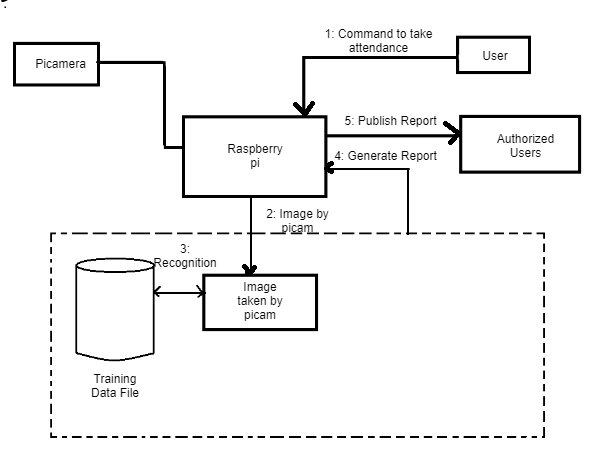 1: Command to take
attendance
User
Picamera
5: Publish Report
Authorized
Users
Raspberry
pi
4: Generate Report
2: Image by
picam
3:
Recognition
Image
taken by
picam
Training
Data File